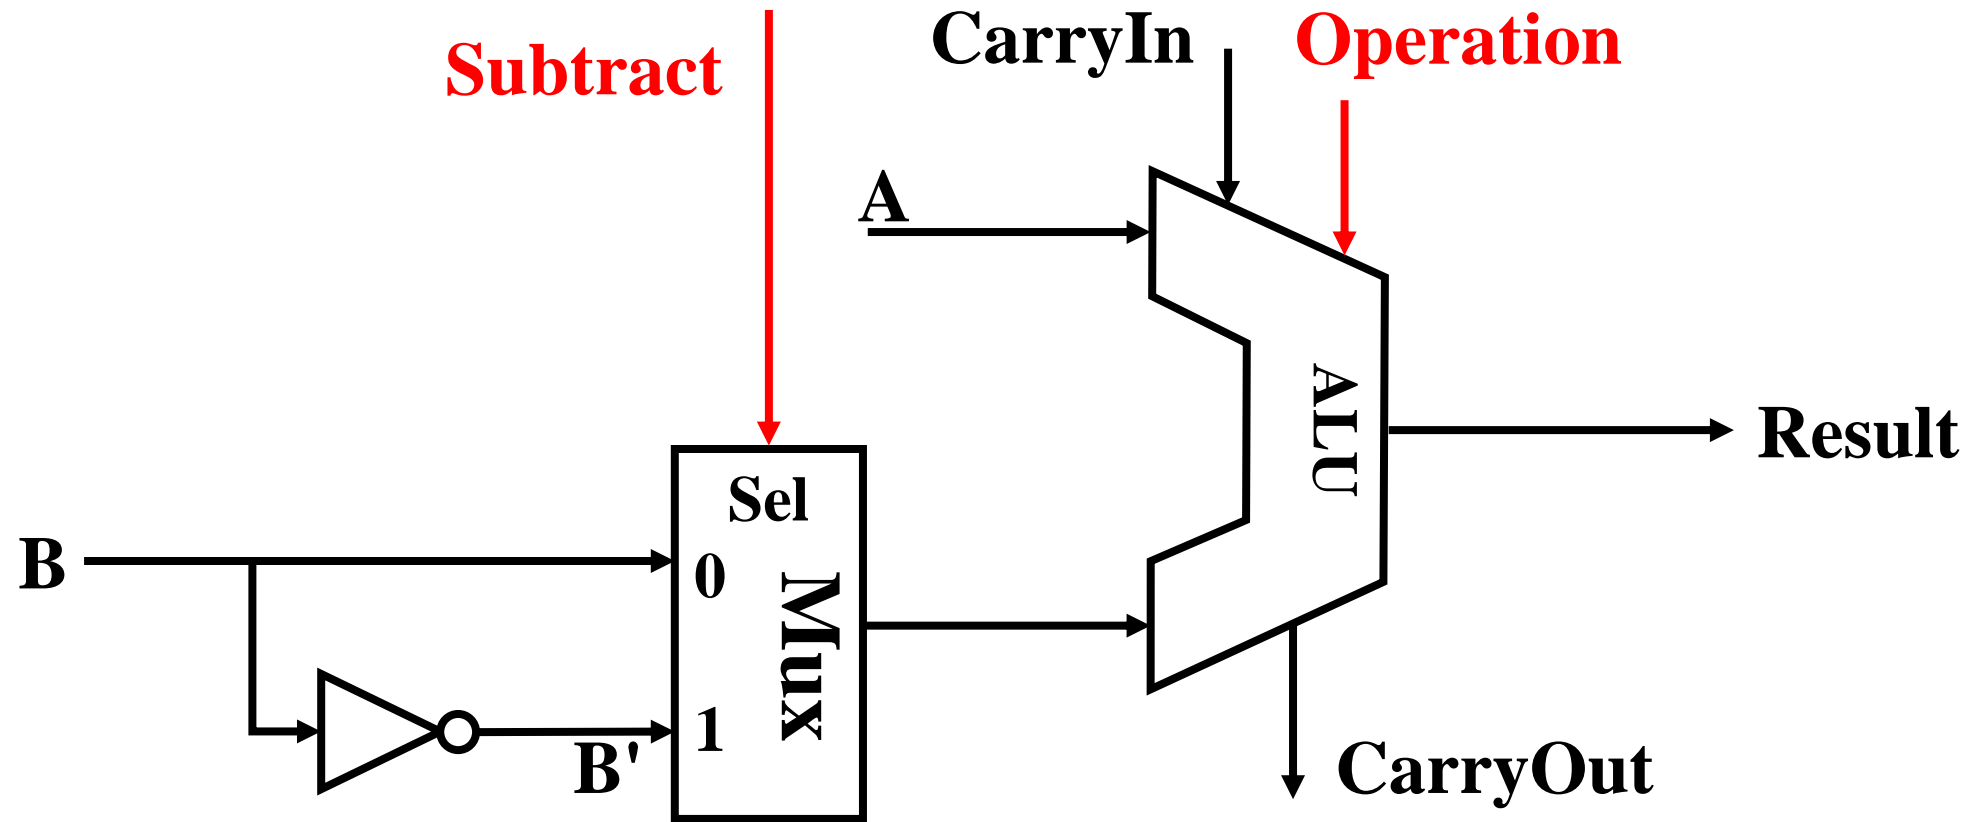 Subtract
CarryIn
Operation
A
ALU
Result
Sel
B
0
Mux
1
B'
CarryOut